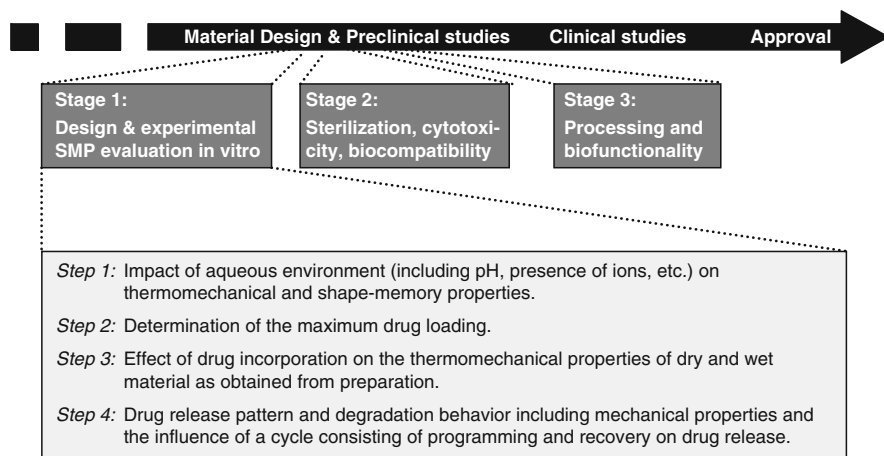 Material Design & Preclinical studies Clinical studies Approval
Stage 1:
Design & experimental
SMP evaluation in vitro
Stage 2:
Sterilization, cytotoxi-
city, biocompatibility
Stage 3:
Processing and
biofunctionality
Step 1: Impact of aqueous environment (including pH, presence of ions, etc.) on
thermomechanical and shape-memory properties.
Step 2: Determination of the maximum drug loading.
Step 3: Effect of drug incorporation on the thermomechanical properties of dry and wet
material as obtained from preparation.
Step 4: Drug release pattern and degradation behavior including mechanical properties and
the influence of a cycle consisting of programming and recovery on drug release.